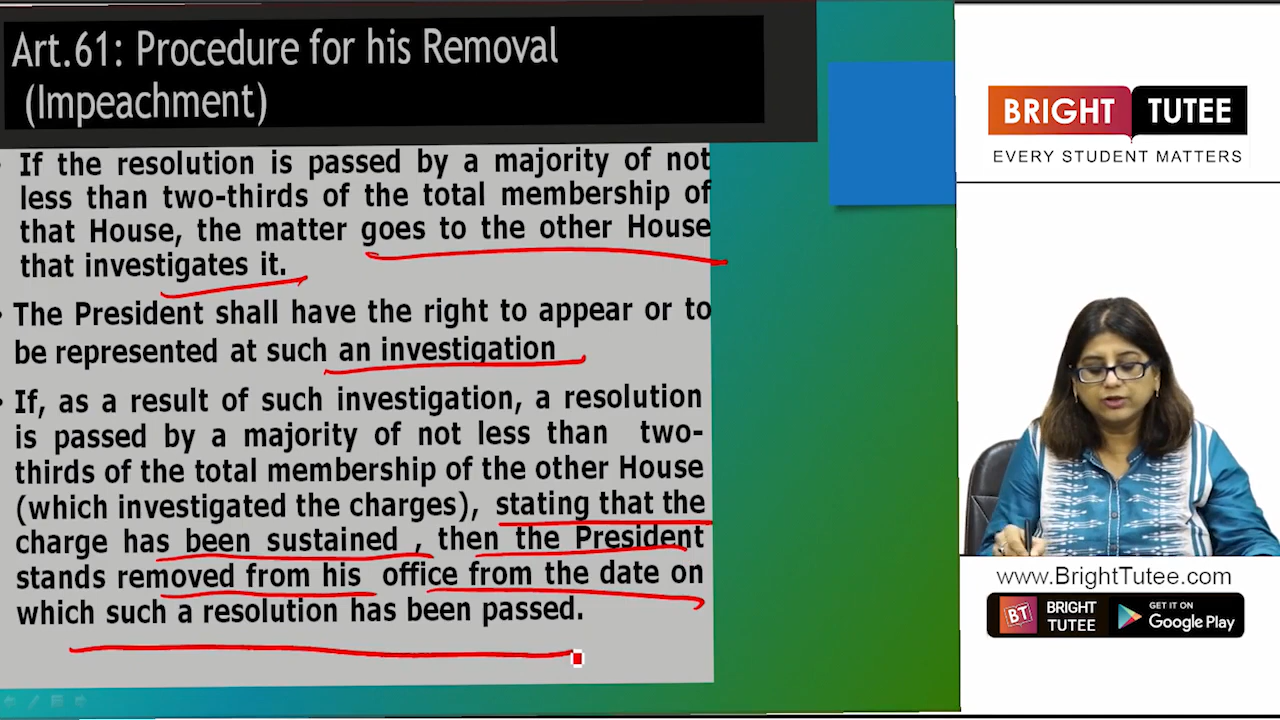 Art.61: Procedure for his Removal
(Impeachment)
• If the resolution is passed by a majority of not
less than two-thirds of the total membership of
that House, the matter goes to the other House
that investigates it.
• The President shall have the right to appear or to
be represented at such an investigation
• If, as a result of such investigation, a resolution
is passed by a majority of not less than two-
thirds of the total membership of the other House
(which investigated the charges), stating that the
charge has been sustained , then the President
stands removed from his office from the date on
which such a resolution has been passed.
BRIGHT TUTEE
EVERY STUDENT MATTERS
www.BrightTutee.com
BT BRIGHT TUTEE
GET IT ON
Google Play